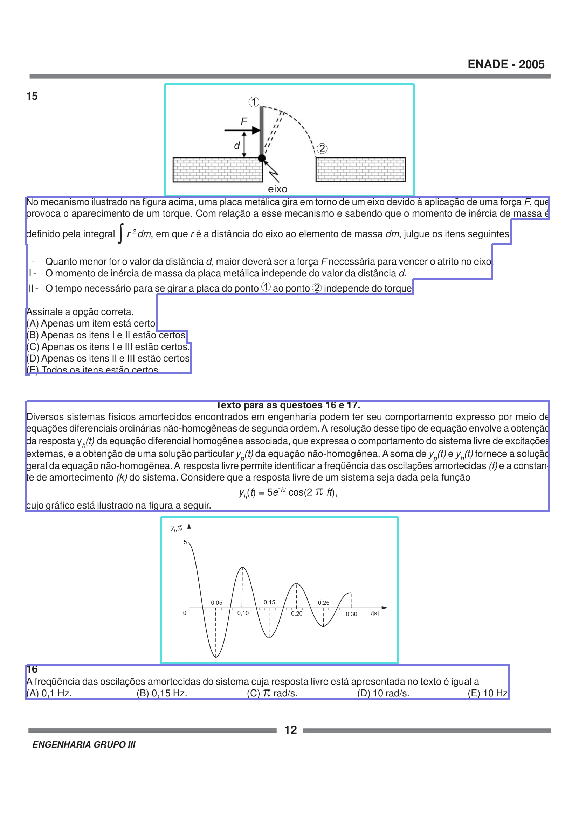 ENADE - 2005
15
1
F
d
2
eixo
No mecanismo ilustrado na figura acima, uma placa metálica gira em torno de um eixo devido à aplicação de uma força F, que
provoca o aparecimento de um torque. Com relação a esse mecanismo e sabendo que o momento de inércia de massa é
definido pela integral ∫ r² dm, em que r é a distância do eixo ao elemento de massa dm, julgue os itens seguintes
- Quanto menor for o valor da distância d, maior deverá ser a força F necessária para vencer o atrito no eixo
I - O momento de inércia de massa da placa metálica independe do valor da distância d.
II - O tempo necessário para se girar a placa do ponto 1 ao ponto 2 independe do torque
Assinale a opção correta.
(A) Apenas um item está certo
(B) Apenas os itens I e II estão certos
(C) Apenas os itens I e III estão certos.
(D) Apenas os itens II e III estão certos
(E) Todos os itens estão certos
Texto para as questões 16 e 17.
Diversos sistemas físicos amortecidos encontrados em engenharia podem ter seu comportamento expresso por meio de
equações diferenciais ordinárias não-homogêneas de segunda ordem. A resolução desse tipo de equação envolve a obtenção
da resposta yh(t) da equação diferencial homogênea associada, que expressa o comportamento do sistema livre de excitações
externas, e a obtenção de uma solução particular yp(t) da equação não-homogênea. A soma de yp(t) e yh(t) fornece a solução
geral da equação não-homogênea. A resposta livre permite identificar a freqüência das oscilações amortecidas (f) e a constan-
te de amortecimento (k) do sistema. Considere que a resposta livre de um sistema seja dada pela função
yh(t) = 5e⁻ᵏᵗ cos(2 π ft),
cujo gráfico está ilustrado na figura a seguir.
5
0,05
0,15
0,25
0
0,10
0,20
0,30
t(s)
16
A freqüência das oscilações amortecidas do sistema cuja resposta livre está apresentada no texto é igual a
(A) 0,1 Hz. (B) 0,15 Hz. (C) π rad/s. (D) 10 rad/s. (E) 10 Hz
12
ENGENHARIA GRUPO III